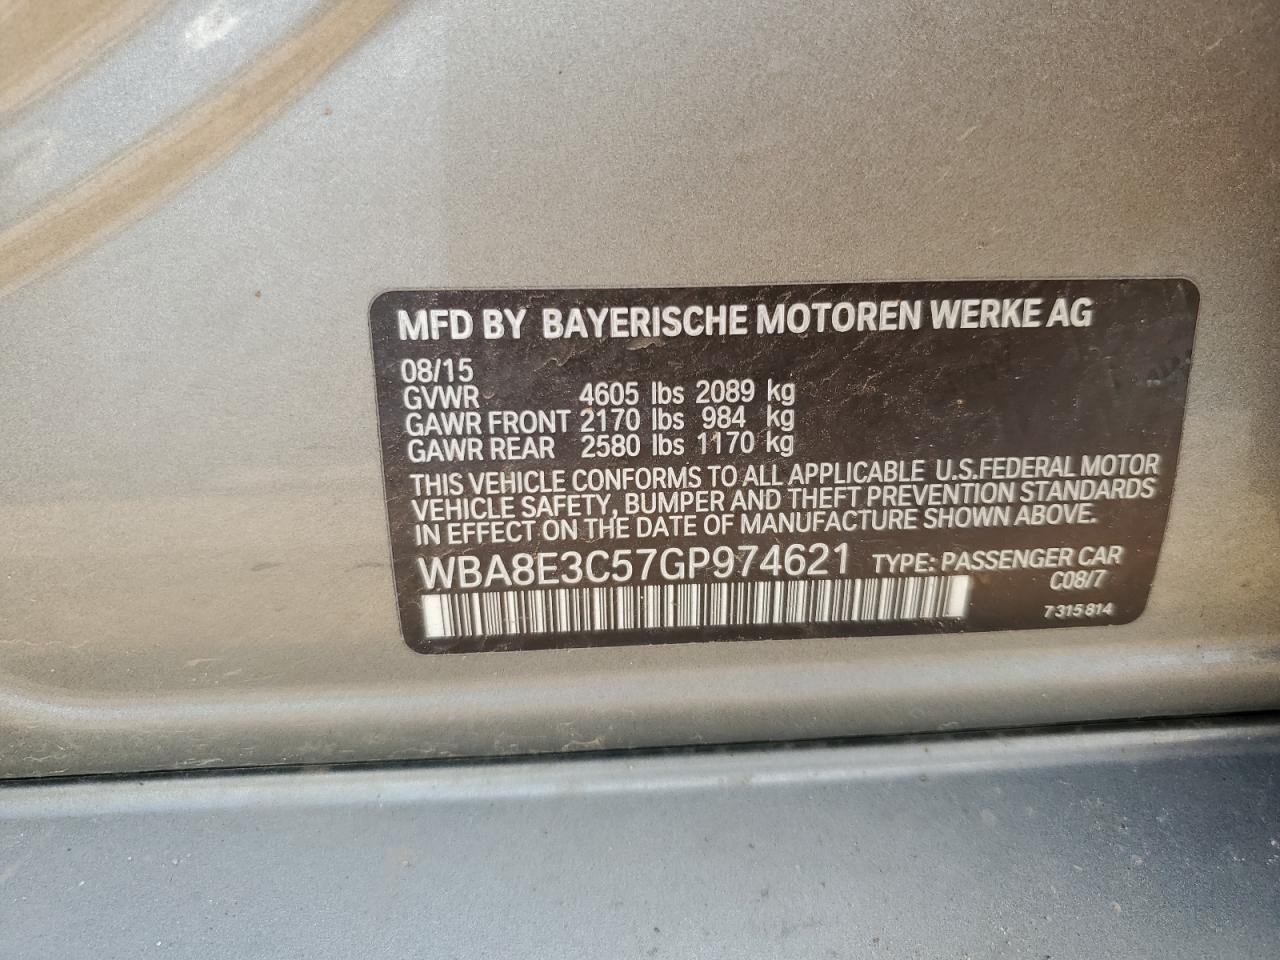 MFD BY BAYERISCHE MOTOREN WERKE AG
08/15
GVWR 4605 lbs 2089 kg
GAWR FRONT 2170 lbs 984 kg
GAWR REAR 2580 lbs 1170 kg
THIS VEHICLE CONFORMS TO ALL APPLICABLE U.S.FEDERAL MOTOR
VEHICLE SAFETY, BUMPER AND THEFT PREVENTION STANDARDS
IN EFFECT ON THE DATE OF MANUFACTURE SHOWN ABOVE.
WBA8E3C57GP974621 TYPE: PASSENGER CAR
C08/7
7 315 814